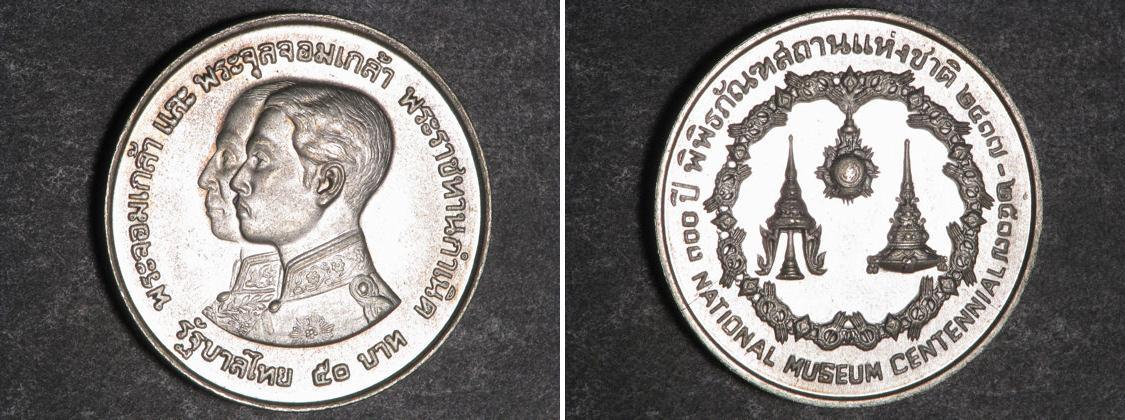 พระจอมเกล้า และ พระจุลจอมเกล้า พระราชทานกำเนิด
รัฐบาลไทย ๕๐ บาท
๑๐๐ ปี พิพิธภัณฑสถานแห่งชาติ ๒๔๑๗-๒๕๑๗
NATIONAL MUSEUM CENTENNIAL